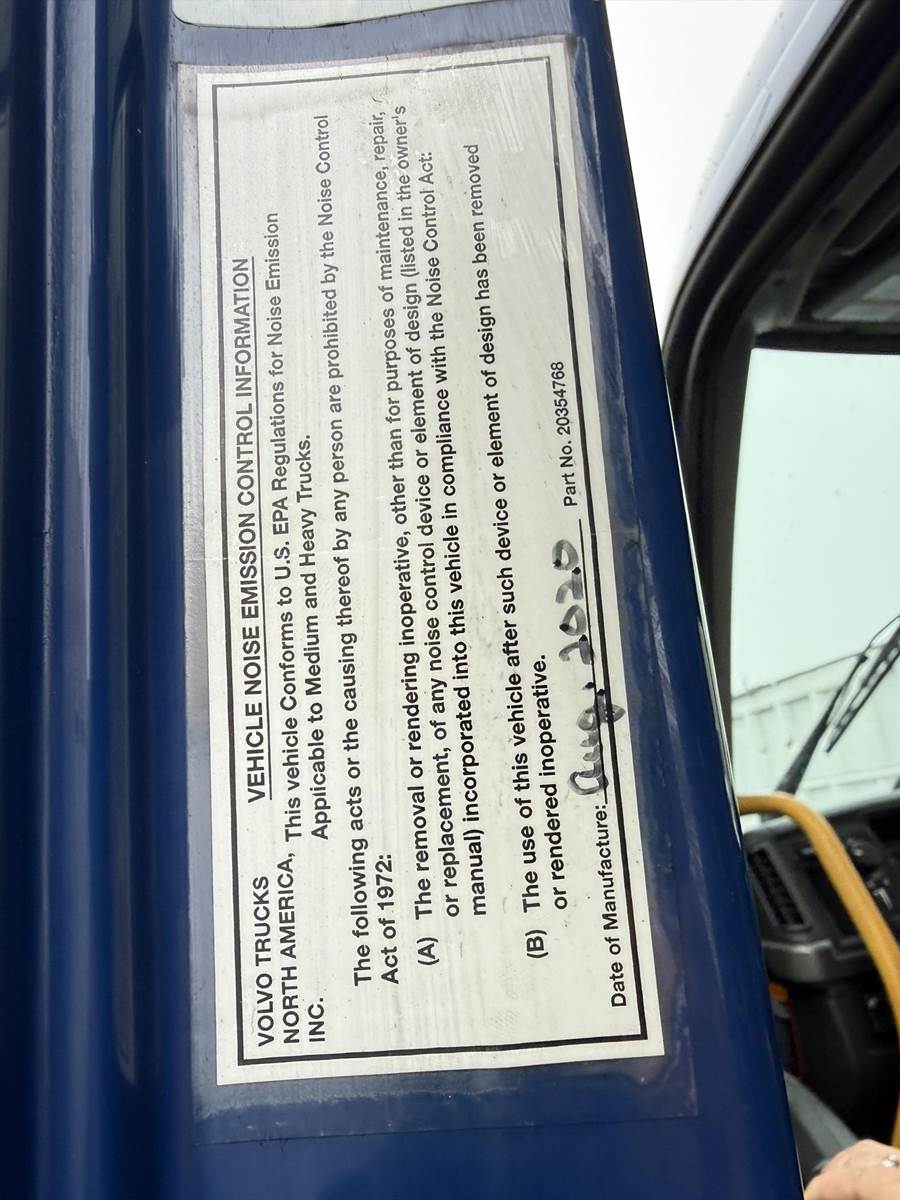 VOLVO TRUCKS
NORTH AMERICA,
INC.
VEHICLE NOISE EMISSION CONTROL INFORMATION
This vehicle Conforms to U.S. EPA Regulations for Noise Emission
Applicable to Medium and Heavy Trucks.
The following acts or the causing thereof by any person are prohibited by the Noise Control
Act of 1972:
(A) The removal or rendering inoperative, other than for purposes of maintenance, repair,
or replacement, of any noise control device or element of design (listed in the owner's
manual) incorporated into this vehicle in compliance with the Noise Control Act:
(B) The use of this vehicle after such device or element of design has been removed
or rendered inoperative.
Date of Manufacture: Aug. 2020 Part No. 20354768